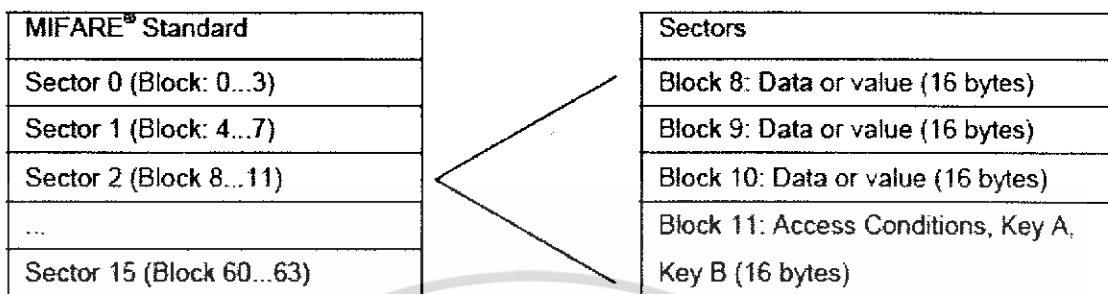 MIFARE® Standard
Sector 0 (Block: 0...3)
Sector 1 (Block: 4...7)
Sector 2 (Block 8...11)
...
Sector 15 (Block 60...63)
Sectors
Block 8: Data or value (16 bytes)
Block 9: Data or value (16 bytes)
Block 10: Data or value (16 bytes)
Block 11: Access Conditions, Key A,
Key B (16 bytes)